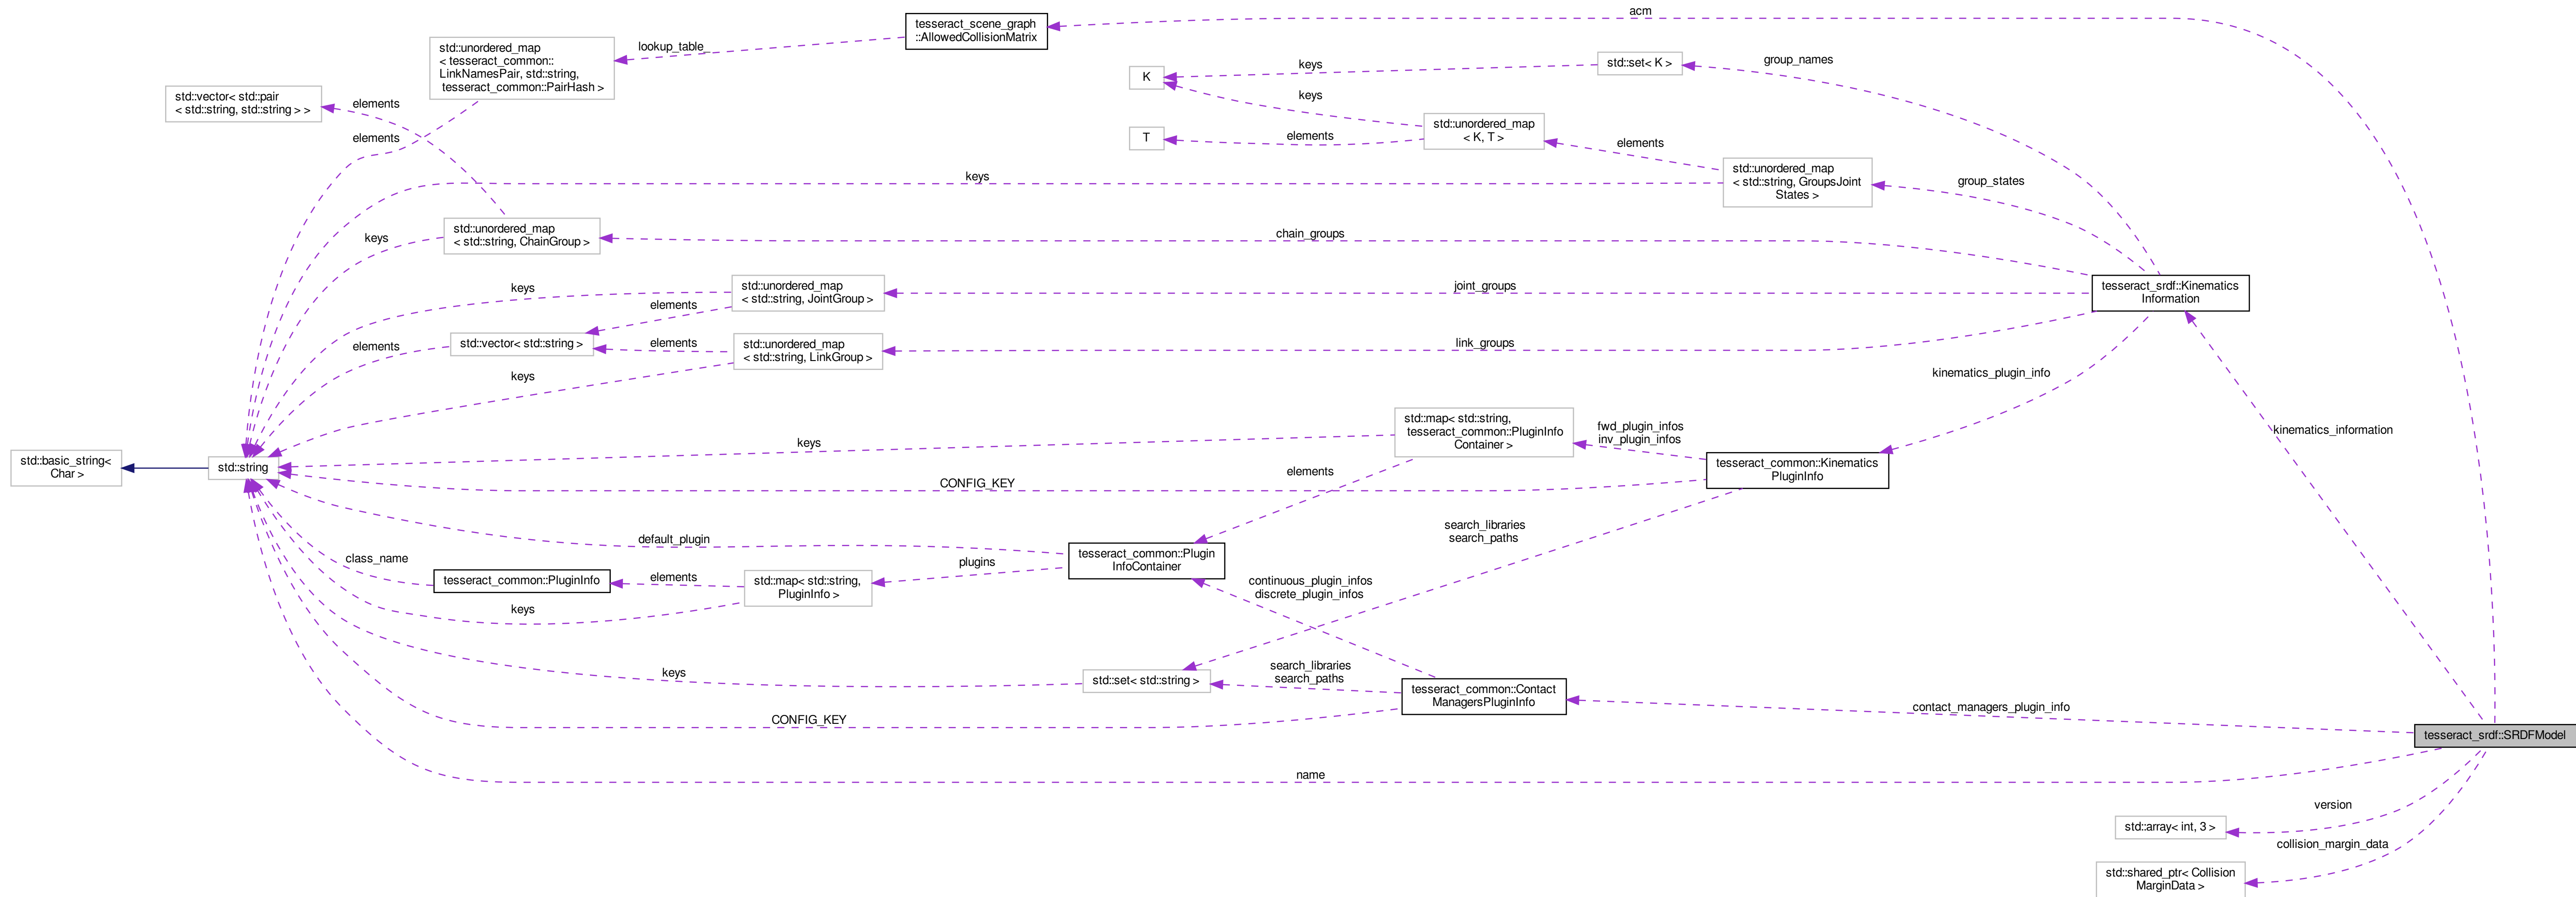 acm
tesseract_scene_graph
::AllowedCollisionMatrix
std::unordered_map
< tesseract_common::
LinkNamesPair, std::string,
tesseract_common::PairHash >
lookup_table_
std::set< K >
group_names
keys
K
std::vector< std::pair
< std::string, std::string > >
elements
keys
std::unordered_map
< K, T >
T
elements
elements
elements
keys
std::unordered_map
< std::string, GroupsJoint
States >
group_states
std::unordered_map
< std::string, ChainGroup >
keys
chain_groups
std::unordered_map
< std::string, JointGroup >
keys
elements
joint_groups
tesseract_srdf::Kinematics
Information
std::vector< std::string >
elements
elements
std::unordered_map
< std::string, LinkGroup >
link_groups
keys
kinematics_plugin_info
std::map< std::string,
tesseract_common::PluginInfo
Container >
fwd_plugin_infos
inv_plugin_infos
kinematics_information
keys
std::basic_string<
Char >
std::string
elements
tesseract_common::Kinematics
PluginInfo
CONFIG_KEY
search_libraries
search_paths
default_plugin
tesseract_common::Plugin
InfoContainer
class_name
tesseract_common::PluginInfo
elements
std::map< std::string,
PluginInfo >
plugins
continuous_plugin_infos
discrete_plugin_infos
keys
keys
std::set< std::string >
search_libraries
search_paths
tesseract_common::Contact
ManagersPluginInfo
contact_managers_plugin_info
CONFIG_KEY
tesseract_srdf::SRDFModel
name
version
std::array< int, 3 >
collision_margin_data
std::shared_ptr< Collision
MarginData >